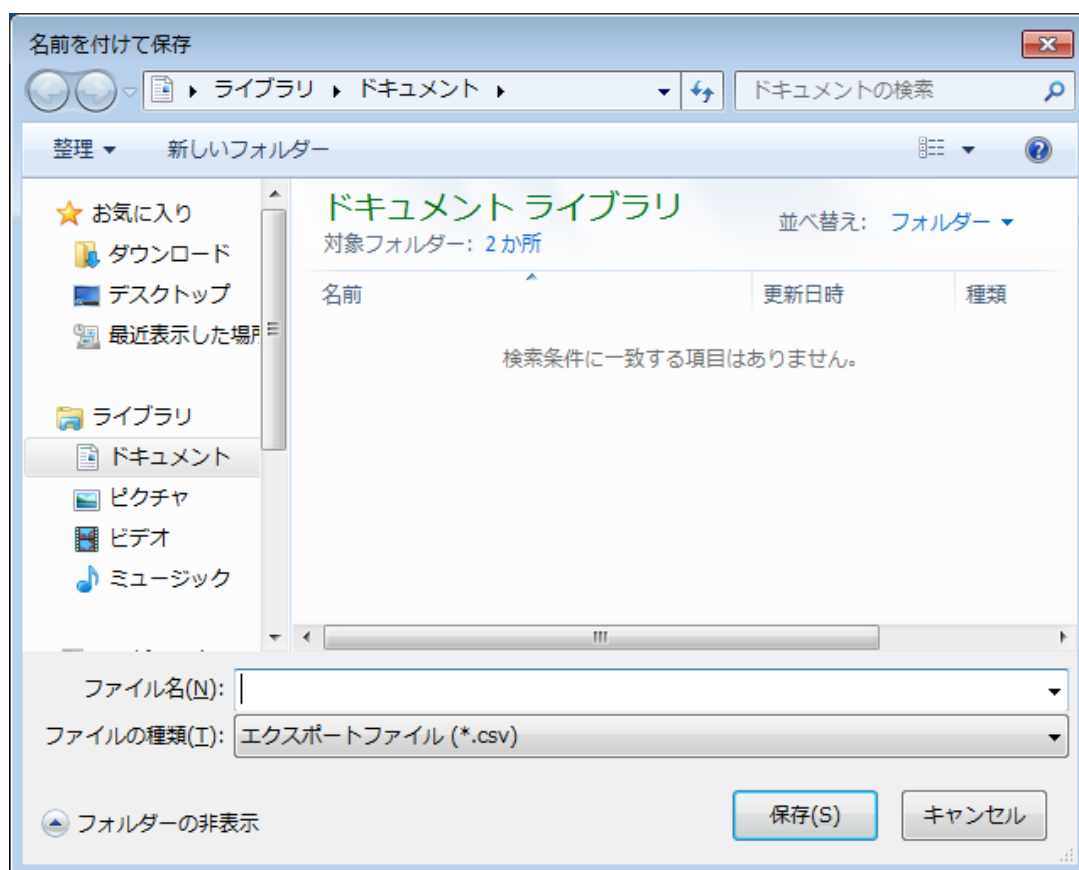 名前を付けて保存
ライブラリ ドキュメント
ドキュメントの検索
整理
新しいフォルダー
お気に入り
ダウンロード
デスクトップ
最近表示した場所
ライブラリ
ドキュメント
ピクチャ
ビデオ
ミュージック
ドキュメント ライブラリ
対象フォルダー: 2 か所
並べ替え: フォルダー
名前 更新日時 種類
検索条件に一致する項目はありません。
ファイル名(N):
ファイルの種類(T): エクスポートファイル (*.csv)
フォルダーの非表示
保存(S)
キャンセル